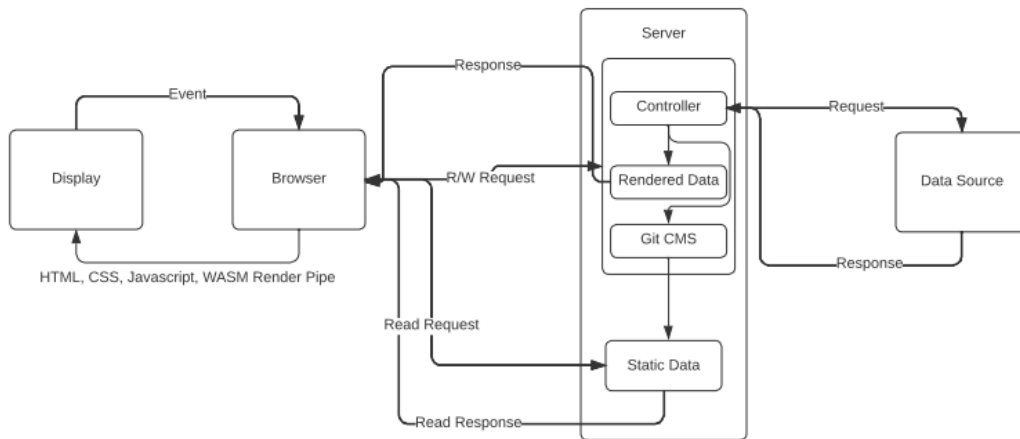 Server
Response
Event
Controller
Request
Display
Browser
R/W Request
Rendered Data
Data Source
Git CMS
Response
HTML, CSS, Javascript, WASM Render Pipe
Read Request
Static Data
Read Response